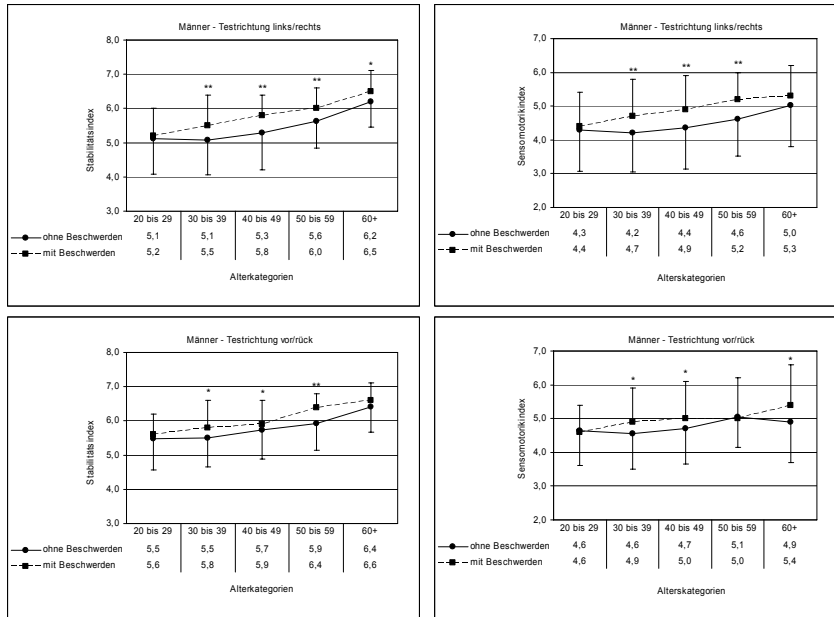 Männer - Testrichtung links/rechts
8,0
7,0
6,0
5,0
4,0
3,0
Stabilitätsindex
**
**
**
*
20 bis 29 30 bis 39 40 bis 49 50 bis 59 60+
ohne Beschwerden 5,1 5,1 5,3 5,6 6,2
mit Beschwerden 5,2 5,5 5,8 6,0 6,5
Alterkategorien
Männer - Testrichtung links/rechts
7,0
6,0
5,0
4,0
3,0
2,0
Sensomotorikindex
**
**
**
20 bis 29 30 bis 39 40 bis 49 50 bis 59 60+
ohne Beschwerden 4,3 4,2 4,4 4,6 5,0
mit Beschwerden 4,4 4,7 4,9 5,2 5,3
Alterskategorien
Männer - Testrichtung vor/rück
8,0
7,0
6,0
5,0
4,0
3,0
Stabilitätsindex
*
*
**
20 bis 29 30 bis 39 40 bis 49 50 bis 59 60+
ohne Beschwerden 5,5 5,5 5,7 5,9 6,4
mit Beschwerden 5,6 5,8 5,9 6,4 6,6
Alterkategorien
Männer - Testrichtung vor/rück
7,0
6,0
5,0
4,0
3,0
2,0
Sensomotorikindex
*
*
*
20 bis 29 30 bis 39 40 bis 49 50 bis 59 60+
ohne Beschwerden 4,6 4,6 4,7 5,1 4,9
mit Beschwerden 4,6 4,9 5,0 5,0 5,4
Alterskategorien